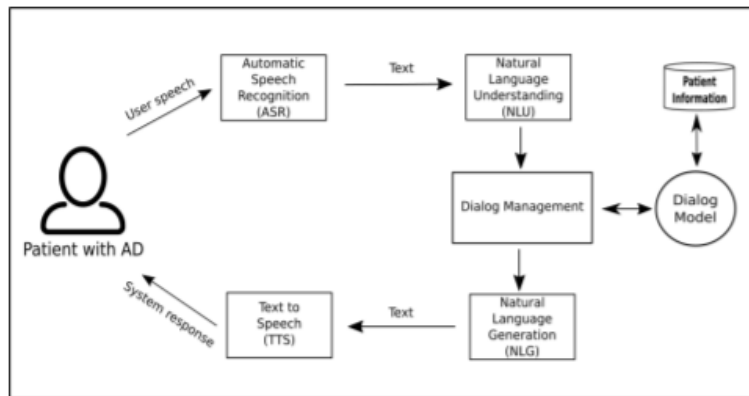 Automatic
Speech
Recognition
(ASR)
Text
Natural
Language
Understanding
(NLU)
Patient
Information
User speech
Dialog Management
Dialog
Model
Patient with AD
System response
Text to
Speech
(TTS)
Text
Natural
Language
Generation
(NLG)